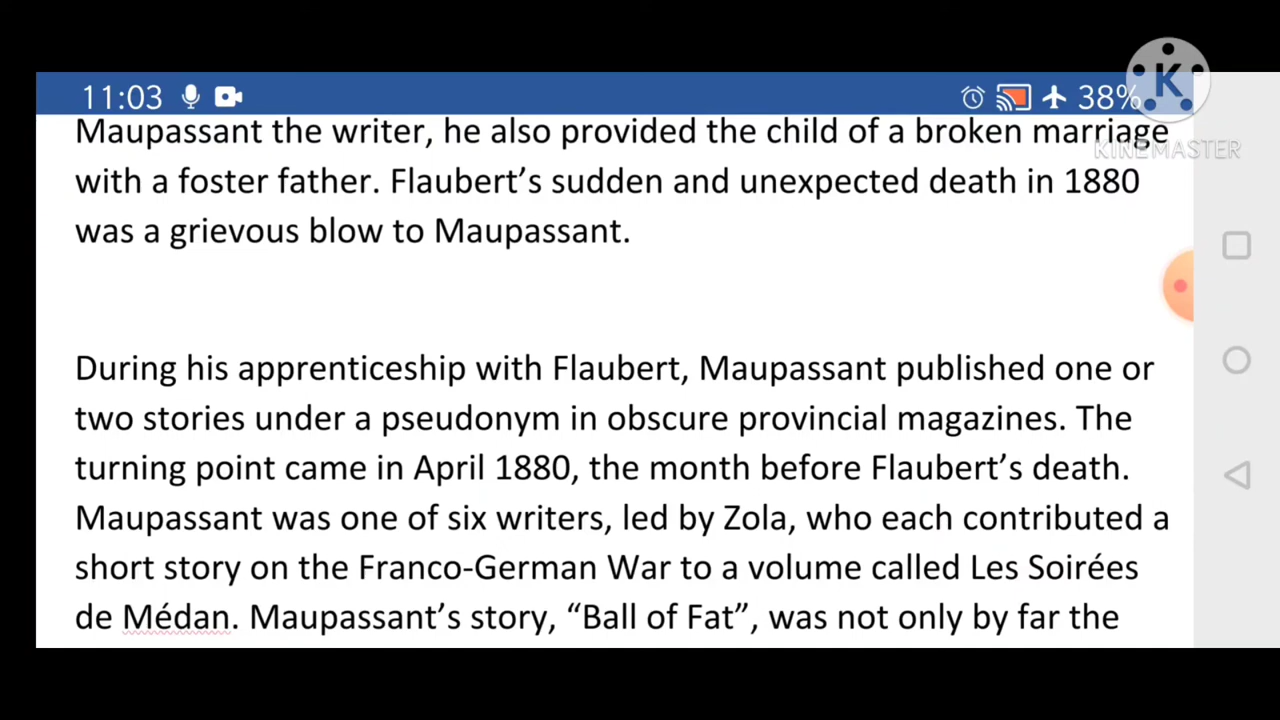 11:03
38%
K
KINEMASTER
Maupassant the writer, he also provided the child of a broken marriage
with a foster father. Flaubert’s sudden and unexpected death in 1880
was a grievous blow to Maupassant.
During his apprenticeship with Flaubert, Maupassant published one or
two stories under a pseudonym in obscure provincial magazines. The
turning point came in April 1880, the month before Flaubert’s death.
Maupassant was one of six writers, led by Zola, who each contributed a
short story on the Franco-German War to a volume called Les Soirées
de Médan. Maupassant’s story, “Ball of Fat”, was not only by far the